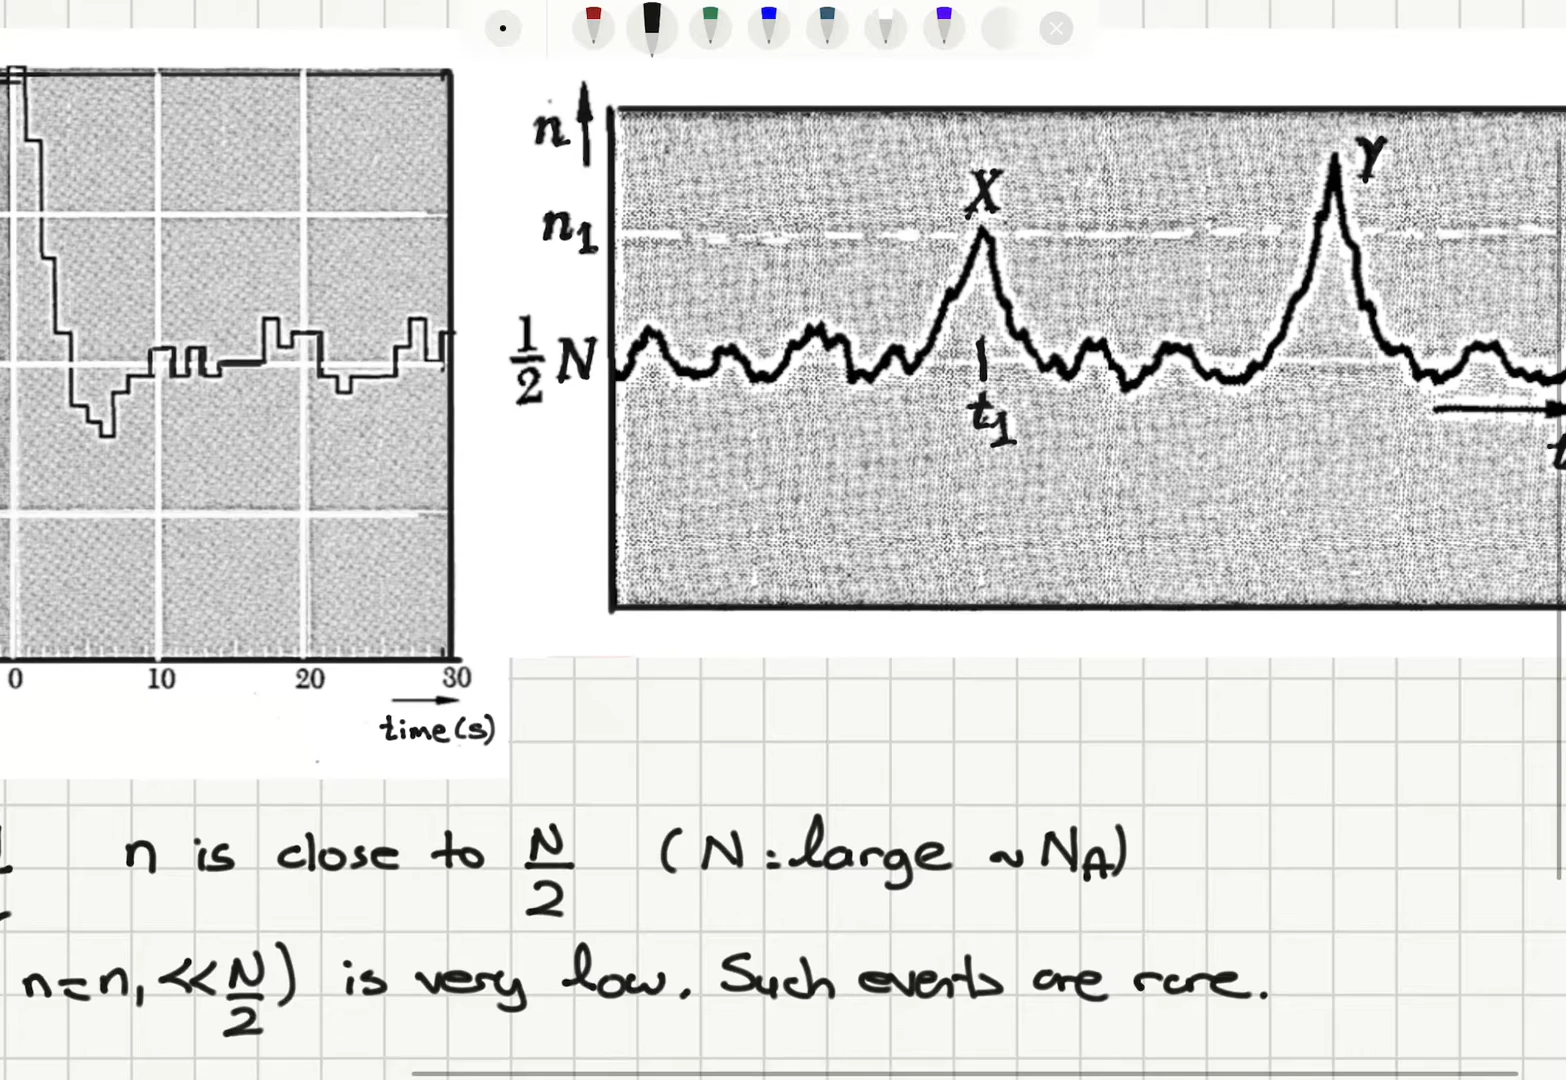 n
n₁
1/2 N
X
Y
t₁
0 10 20 30
time(s)
n is close to N/2 (N:large ~ N_A)
n=n₁ << N/2) is very low. Such events are rare.